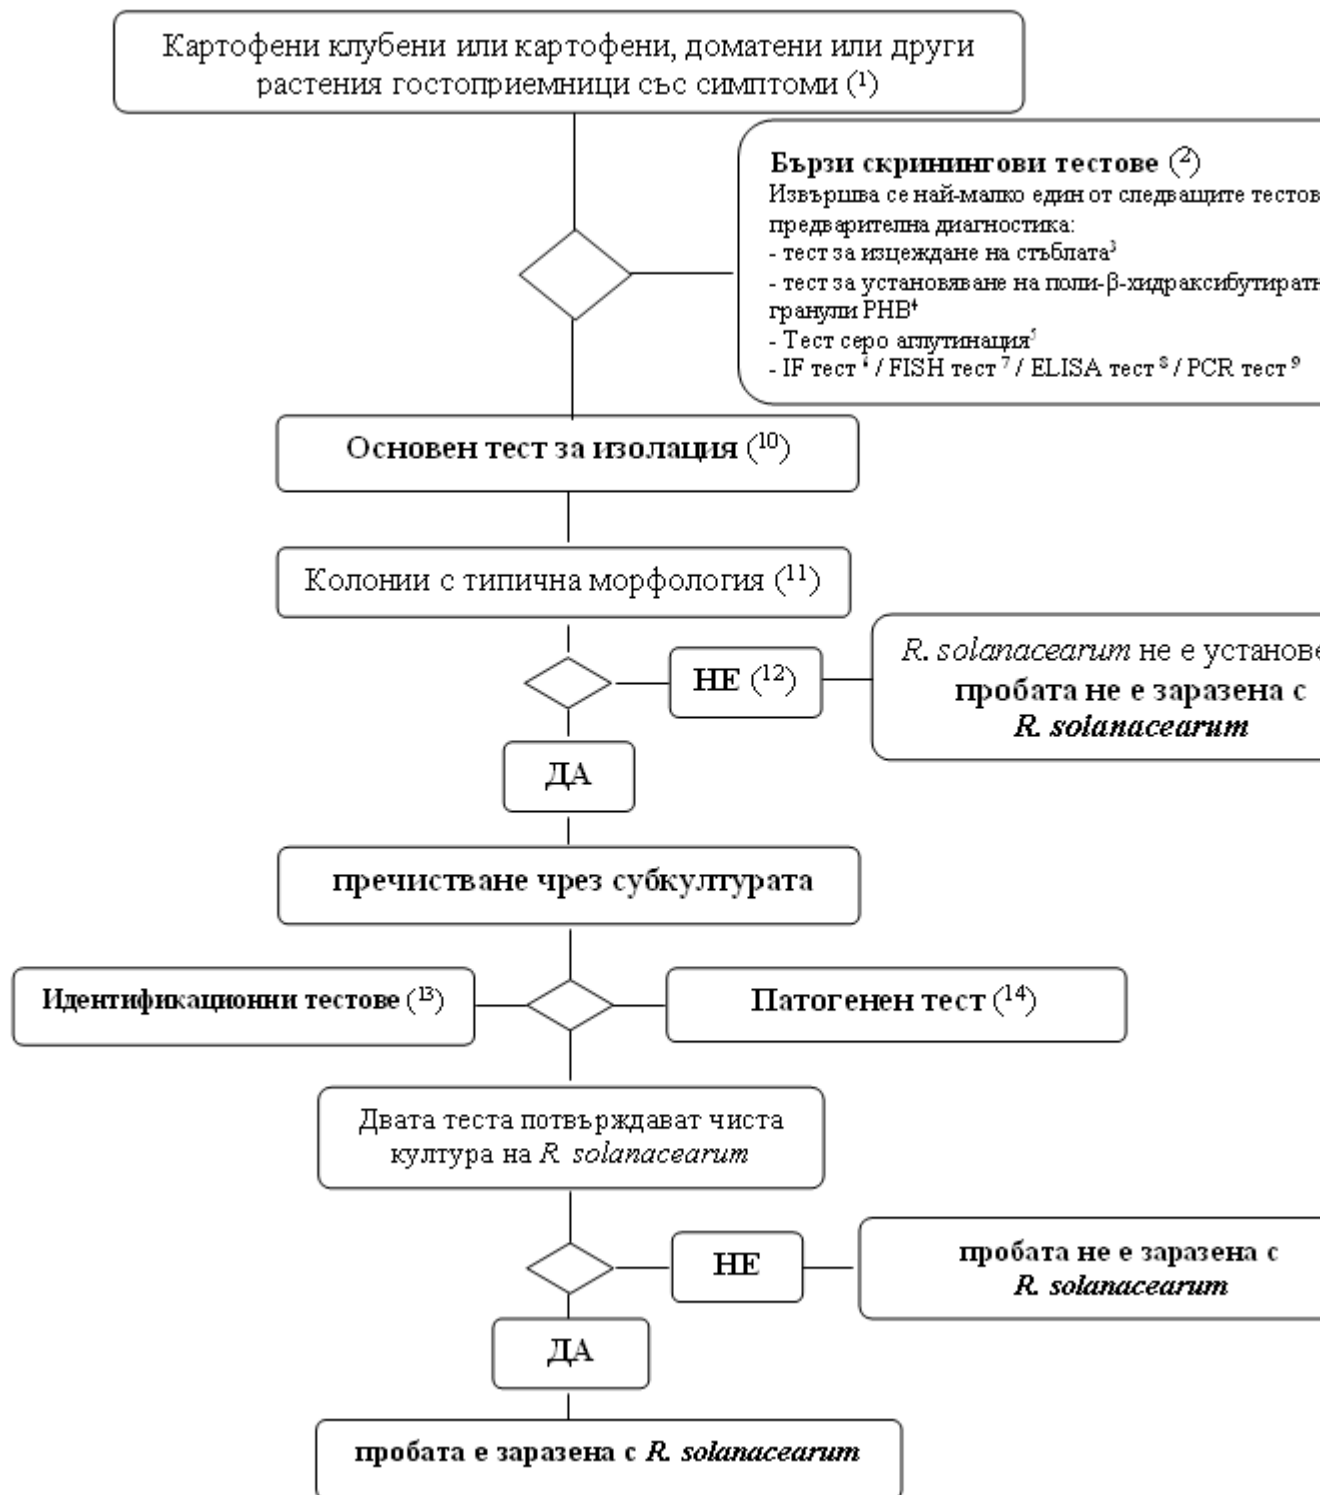 Картофени клубени или картофени, доматени или други
растения гостоприемници със симптоми (1)
Бързи скринингови тестове (2)
Извършва се най-малко един от следващите тестов
предварителна диагностика:
- тест за изцеждане на стъблата3
- тест за установяване на поли-β-хидраксибутиратн
гранули PHB4
- Тест серо аглутинация5
- IF тест 6 / FISH тест 7 / ELISA тест 8 / PCR тест 9
Основен тест за изолация (10)
Колонии с типична морфология (11)
НЕ (12)
R. solanacearum не е установе
пробата не е заразена с
R. solanacearum
ДА
пречистване чрез субкултурата
Идентификационни тестове (13)
Патогенен тест (14)
Двата теста потвърждават чиста
култура на R. solanacearum
НЕ
пробата не е заразена с
R. solanacearum
ДА
пробата е заразена с R. solanacearum